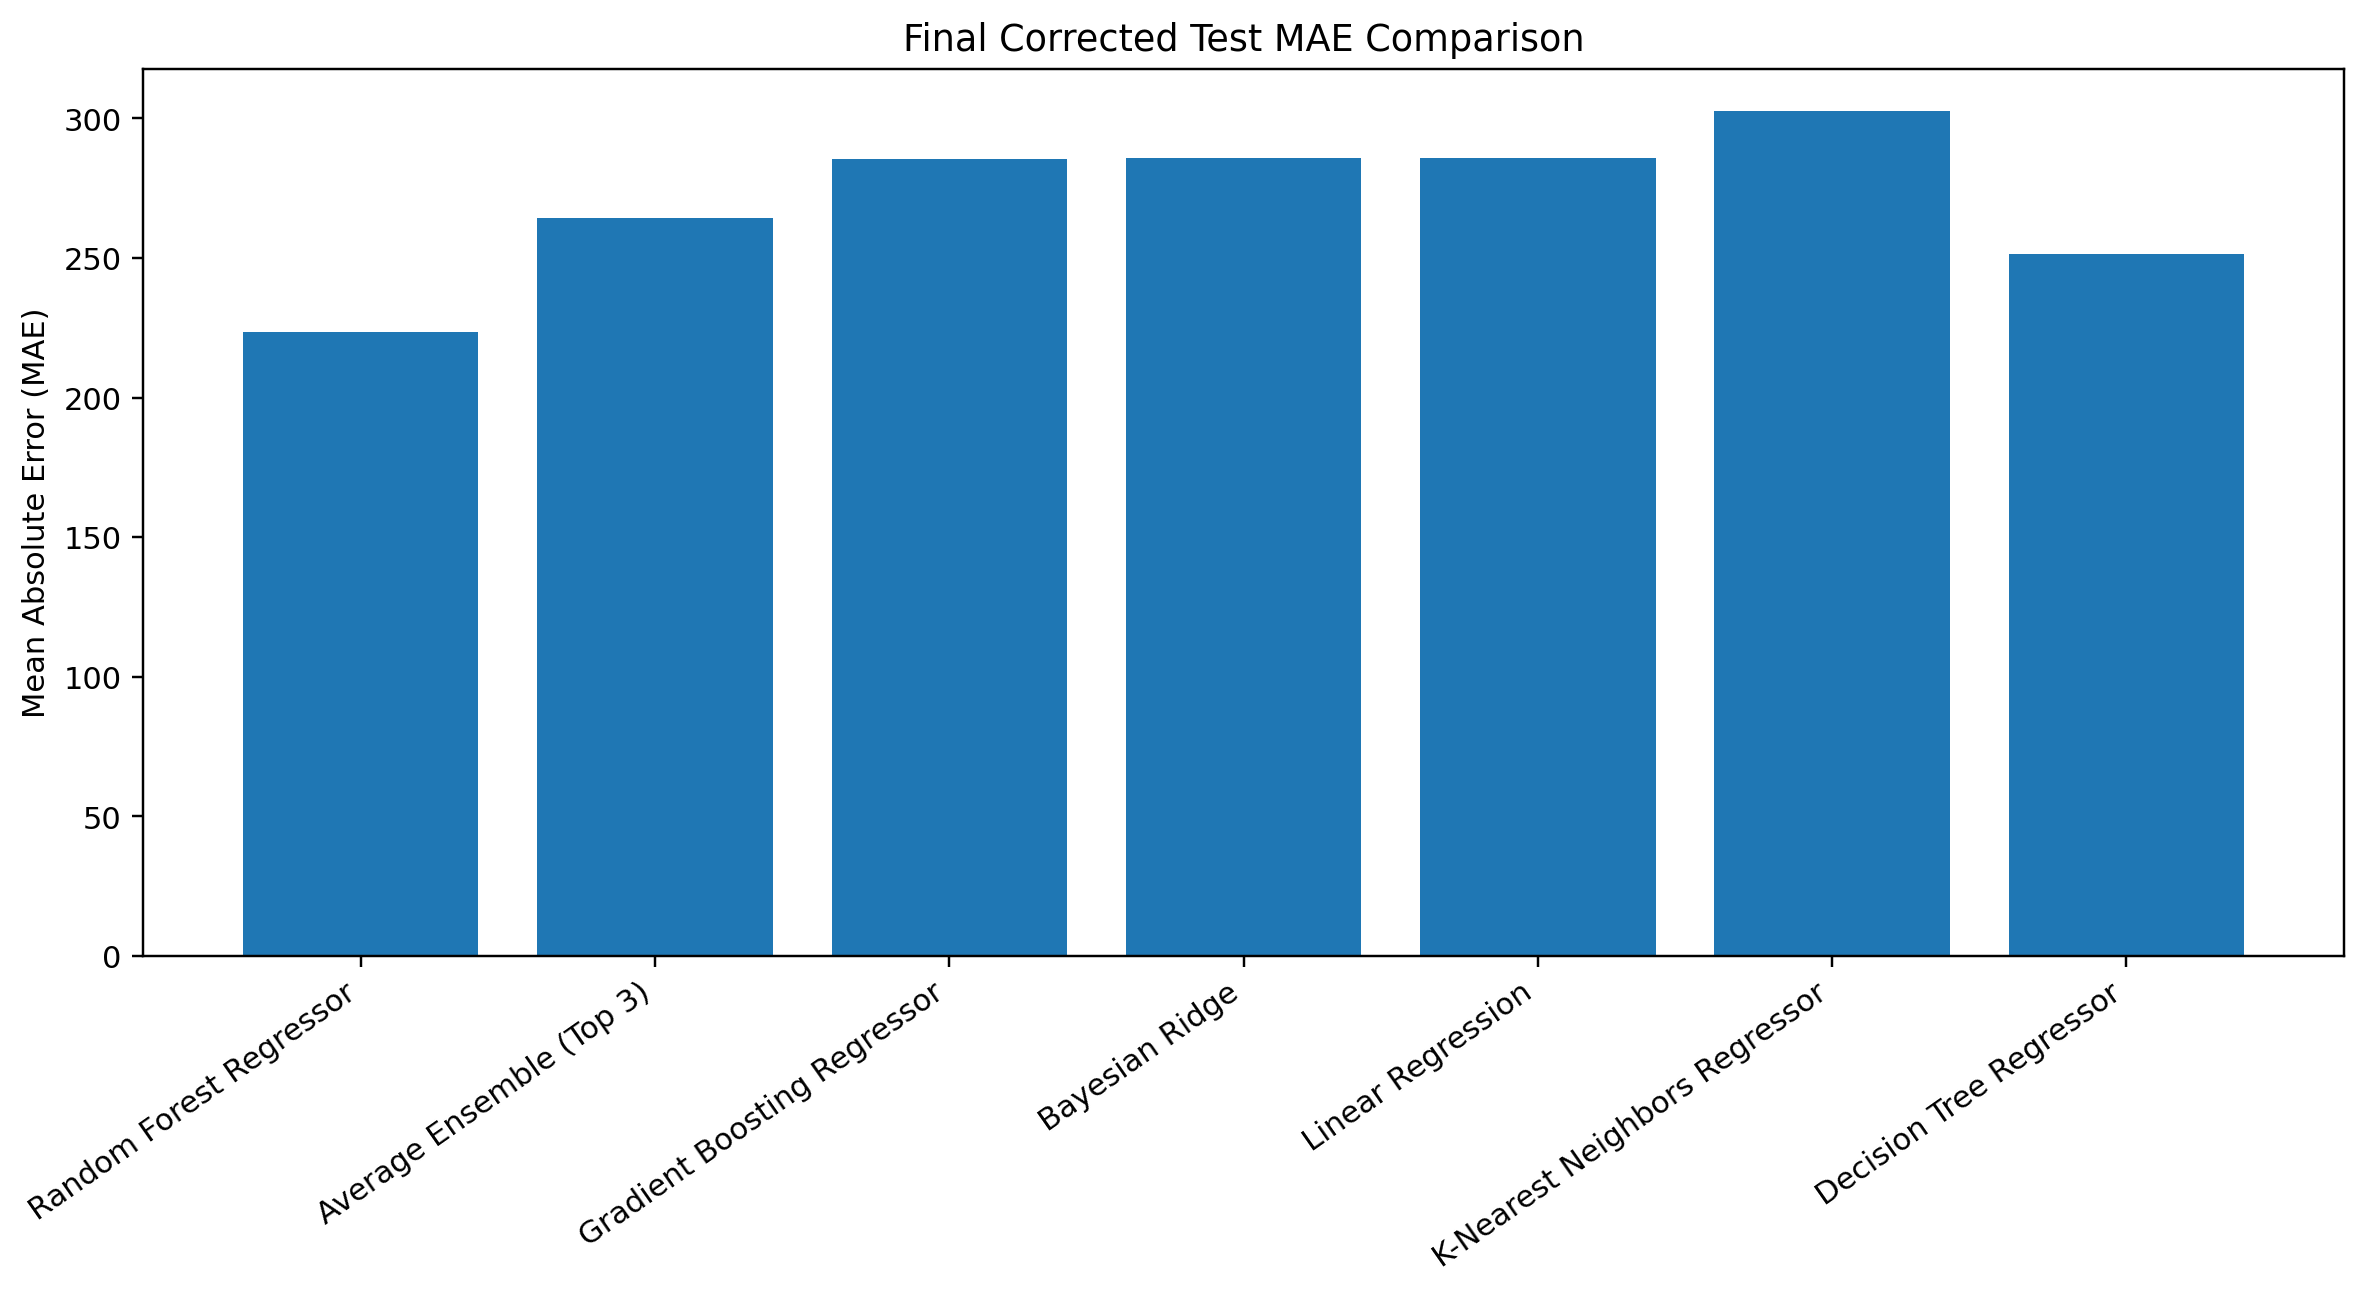 Final Corrected Test MAE Comparison
Mean Absolute Error (MAE)
300
250
200
150
100
50
0
Random Forest Regressor
Average Ensemble (Top 3)
Gradient Boosting Regressor
Bayesian Ridge
Linear Regression
K-Nearest Neighbors Regressor
Decision Tree Regressor